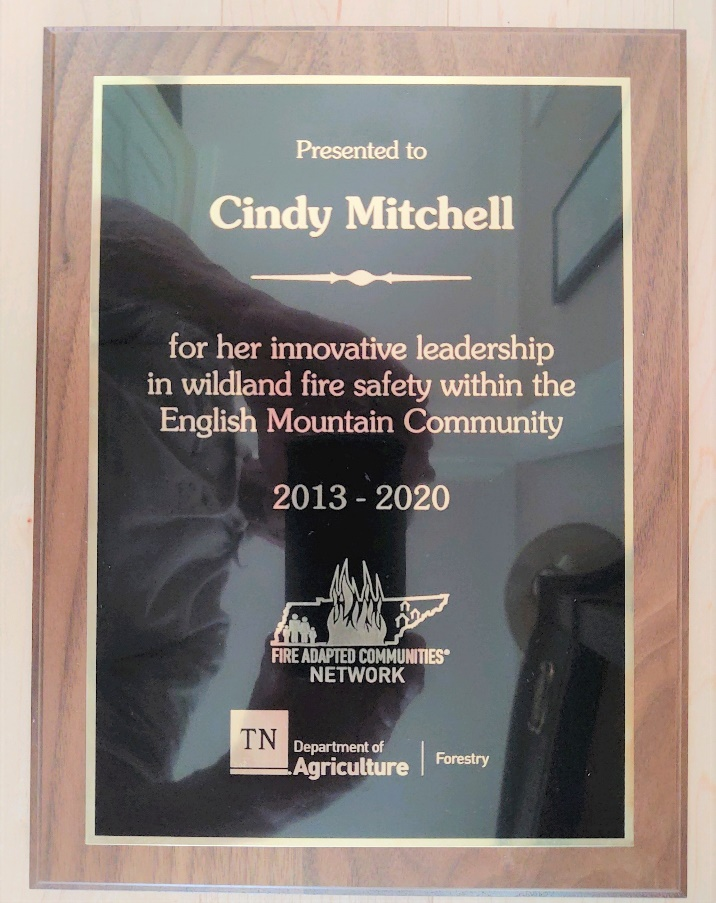 Presented to
Cindy Mitchell
for her innovative leadership
in wildland fire safety within the
English Mountain Community
2013 - 2020
FIRE ADAPTED COMMUNITIES®
NETWORK
TN
Department of
Agriculture | Forestry